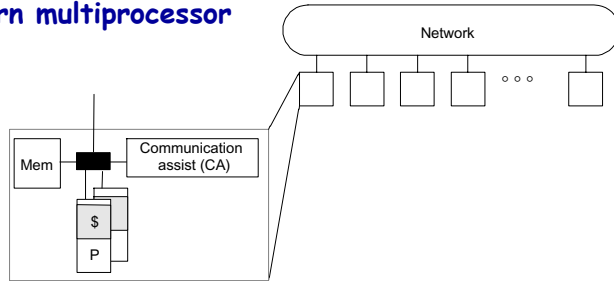 rn multiprocessor
Network
° ° °
Mem
Communication
assist (CA)
$
P